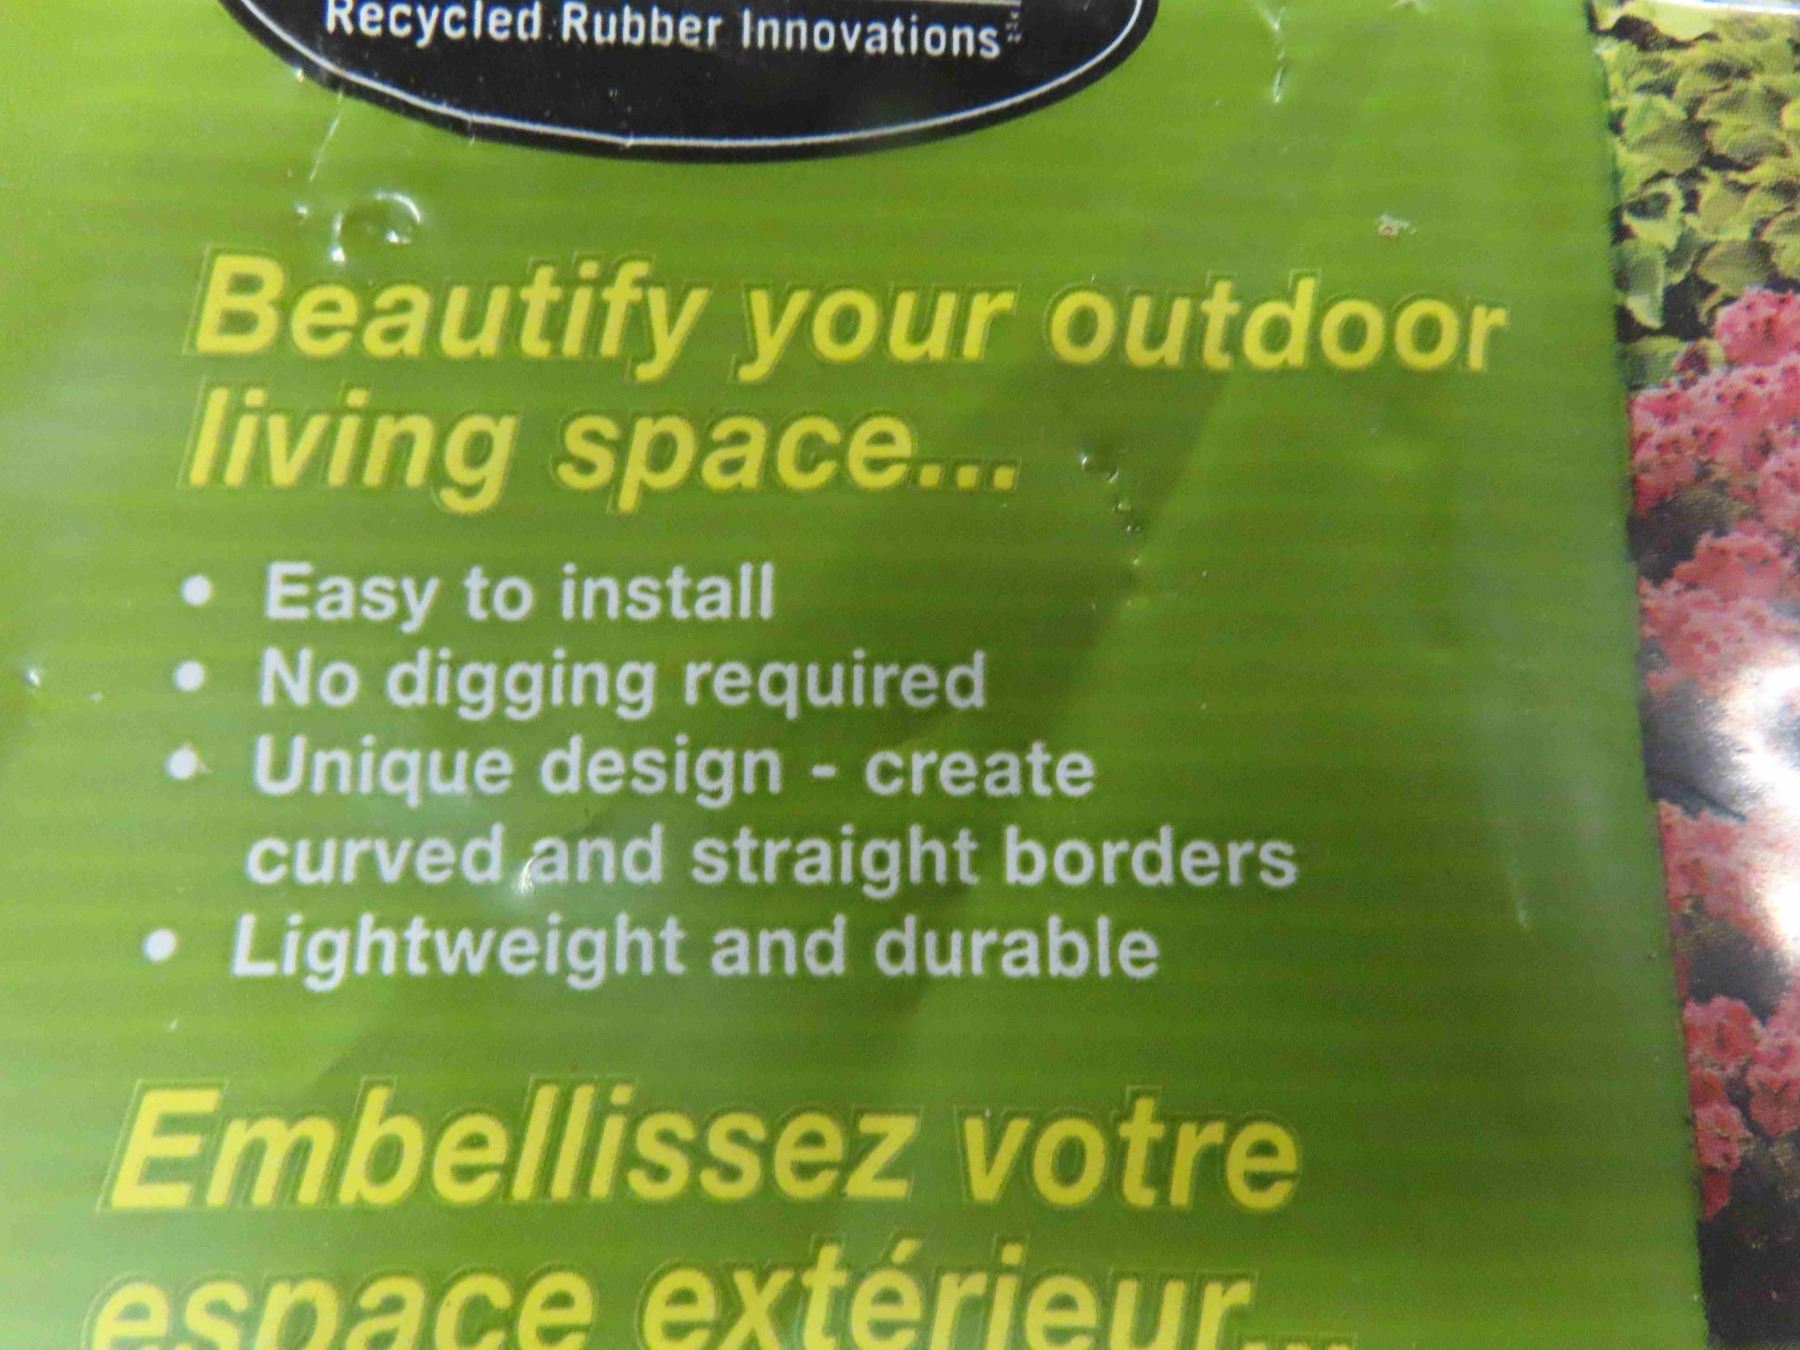 Recycled Rubber Innovations
Beautify your outdoor
living space...
• Easy to install
• No digging required
• Unique design - create
curved and straight borders
• Lightweight and durable
Embellissez votre
espace extérieur...